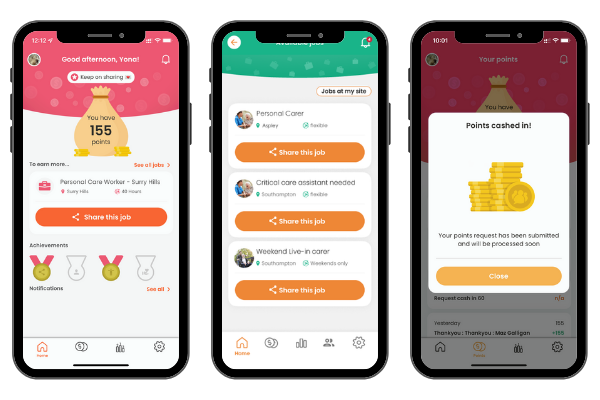 12:12
Good afternoon, Yona!
Keep on sharing
You have
155
points
To earn more...
See all jobs >
Personal Care Worker - Surry Hills
Surry Hills
40 Hours
Share this job
Achievements
Notifications
See all >
Home
Available jobs
Jobs at my site
Personal Carer
Aspley
flexible
Share this job
Critical care assistant needed
Southampton
flexible
Share this job
Weekend Live-in carer
Southampton
Weekends only
Share this job
Home
10:01
Your points
You have
Points cashed in!
Your points request has been submitted
and will be processed soon
Close
Request cash in 60
n/a
Yesterday
155
Thankyou : Thankyou : Maz Galligan
+155